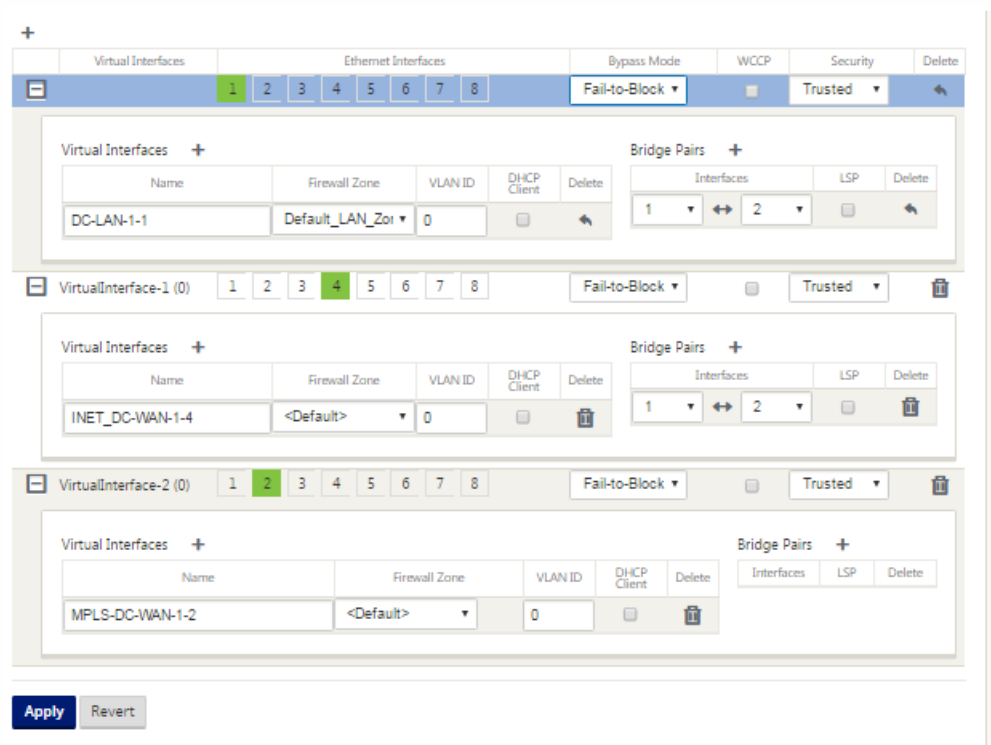 +
Virtual Interfaces Ethernet Interfaces Bypass Mode WCCP Security Delete
1 2 3 4 5 6 7 8 Fail-to-Block Trusted
Virtual Interfaces +
Name Firewall Zone VLAN ID DHCP Client Delete
DC-LAN-1-1 Default_LAN_Zor 0
Bridge Pairs +
Interfaces LSP Delete
1 2
VirtualInterface-1 (0) 1 2 3 4 5 6 7 8 Fail-to-Block Trusted
Virtual Interfaces +
Name Firewall Zone VLAN ID DHCP Client Delete
INET_DC-WAN-1-4 <Default> 0
Bridge Pairs +
Interfaces LSP Delete
1 2
VirtualInterface-2 (0) 1 2 3 4 5 6 7 8 Fail-to-Block Trusted
Virtual Interfaces +
Name Firewall Zone VLAN ID DHCP Client Delete
MPLS-DC-WAN-1-2 <Default> 0
Bridge Pairs +
Interfaces LSP Delete
Apply Revert